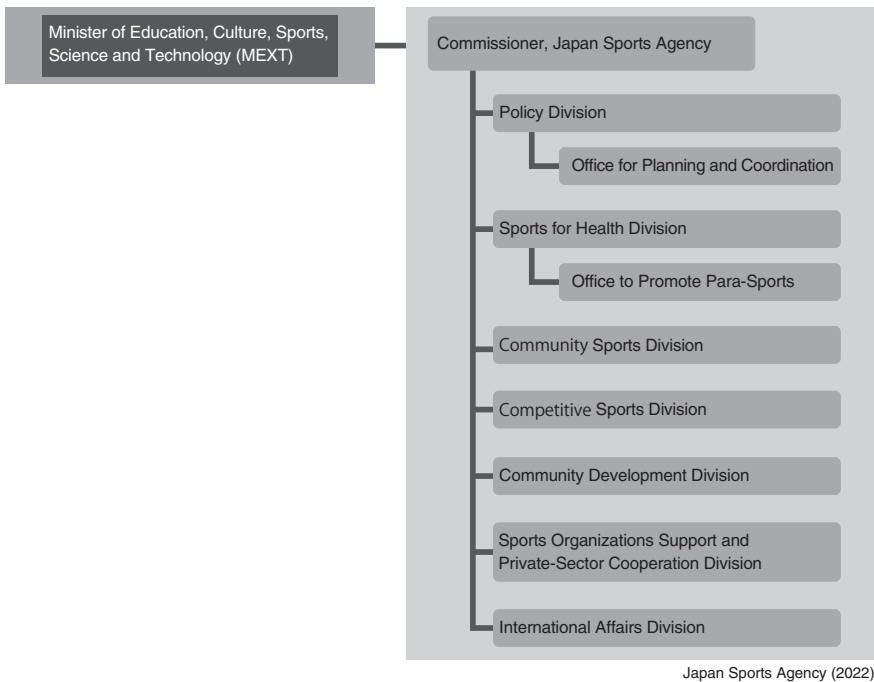 Minister of Education, Culture, Sports,
Science and Technology (MEXT)
Commissioner, Japan Sports Agency
Policy Division
Office for Planning and Coordination
Sports for Health Division
Office to Promote Para-Sports
Community Sports Division
Competitive Sports Division
Community Development Division
Sports Organizations Support and
Private-Sector Cooperation Division
International Affairs Division
Japan Sports Agency (2022)